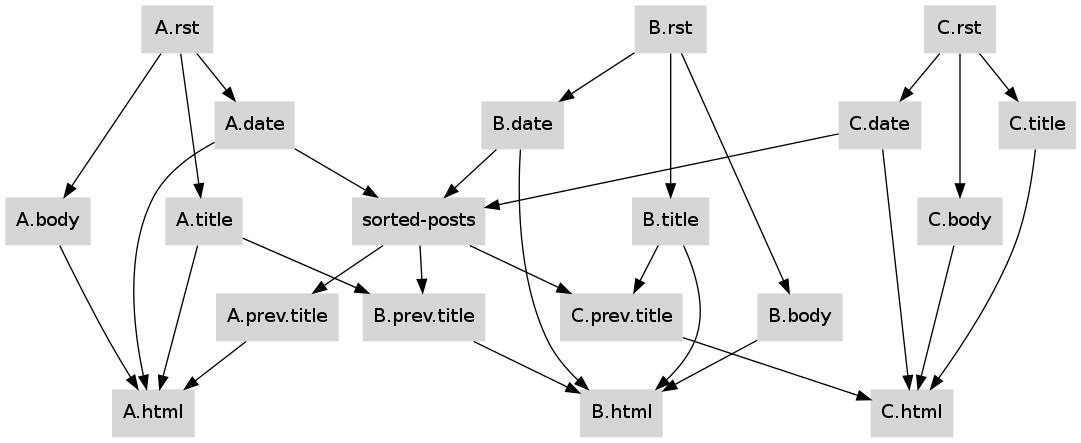 A.rst
B.rst
C.rst
A.date
B.date
C.date
C.title
A.body
A.title
sorted-posts
B.title
C.body
A.prev.title
B.prev.title
C.prev.title
B.body
A.html
B.html
C.html